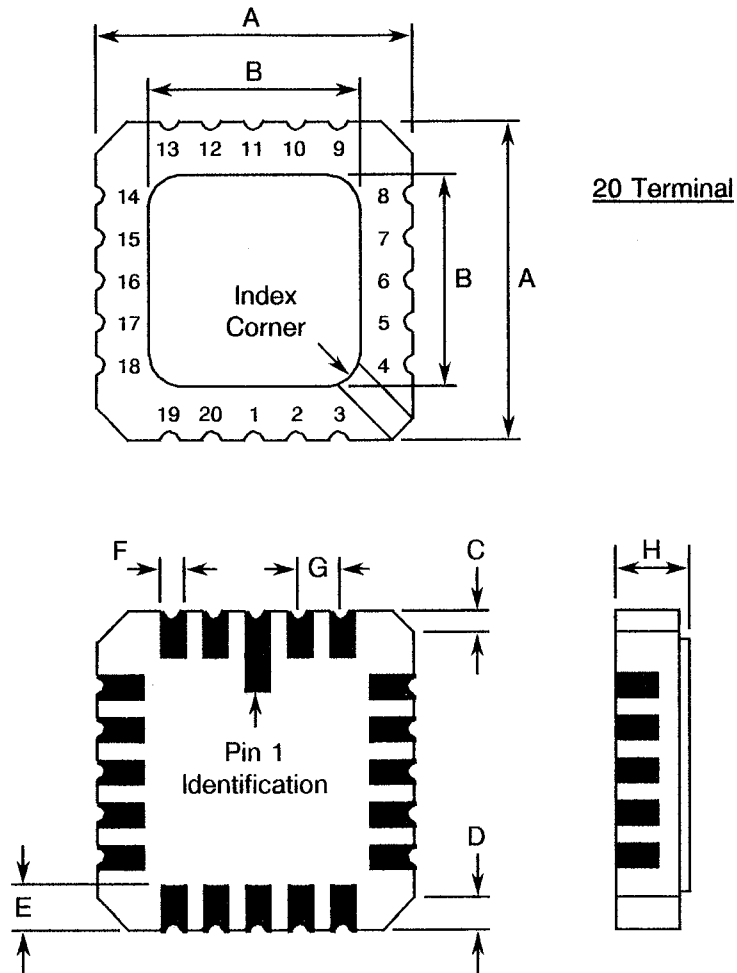 A
B
13 12 11 10 9
20 Terminal
14 8
15 7
16 6
17 5
18 4
B A
Index
Corner
19 20 1 2 3
F G C H
Pin 1
Identification
D
E